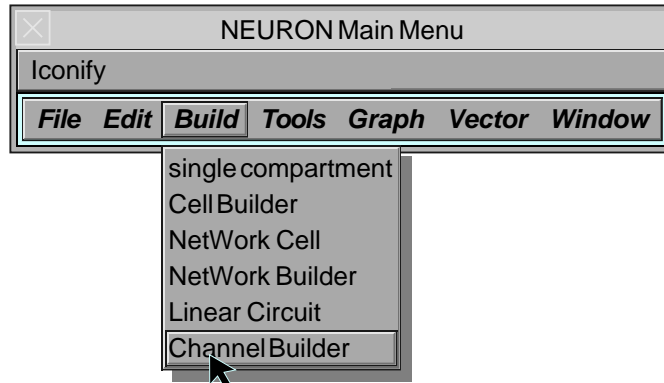 NEURON Main Menu
Iconify
File Edit Build Tools Graph Vector Window
single compartment
Cell Builder
NetWork Cell
NetWork Builder
Linear Circuit
Channel Builder